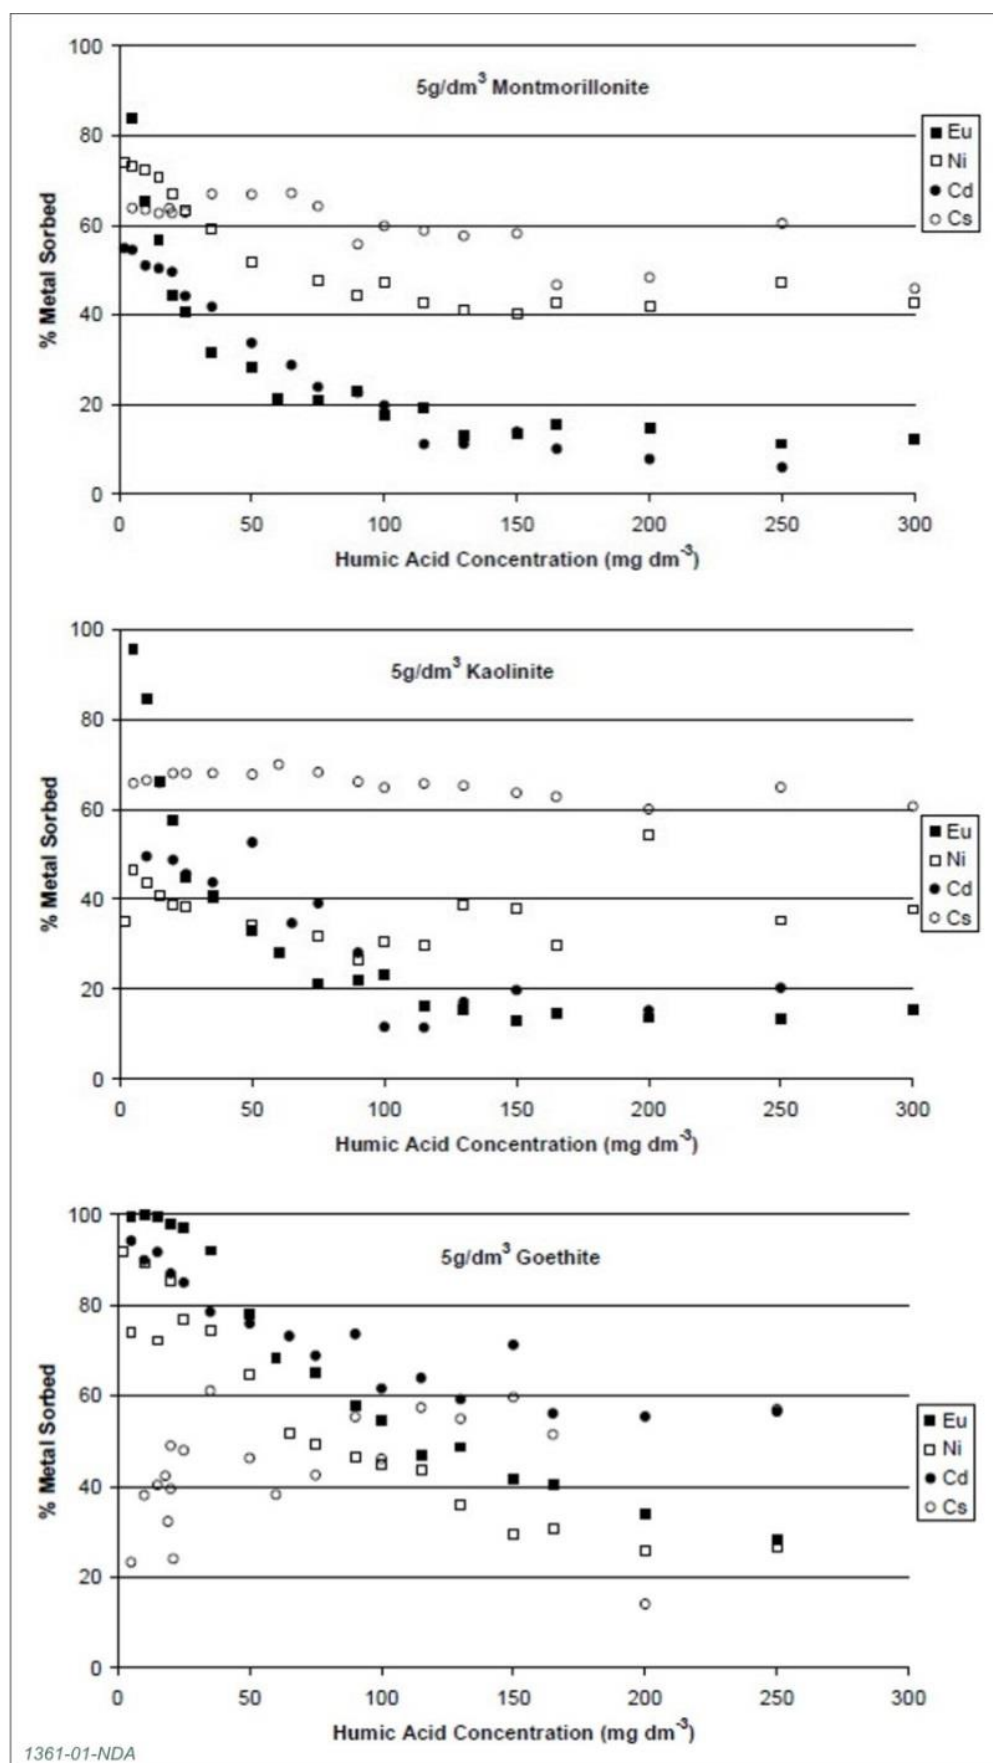 100
5g/dm³ Montmorillonite
80
60
40
20
0
% Metal Sorbed
Eu
Ni
Cd
Cs
0 50 100 150 200 250 300
Humic Acid Concentration (mg dm⁻³)
100
5g/dm³ Kaolinite
80
60
40
20
0
% Metal Sorbed
Eu
Ni
Cd
Cs
0 50 100 150 200 250 300
Humic Acid Concentration (mg dm⁻³)
100
5g/dm³ Goethite
80
60
40
20
0
% Metal Sorbed
Eu
Ni
Cd
Cs
0 50 100 150 200 250 300
Humic Acid Concentration (mg dm⁻³)
1361-01-NDA